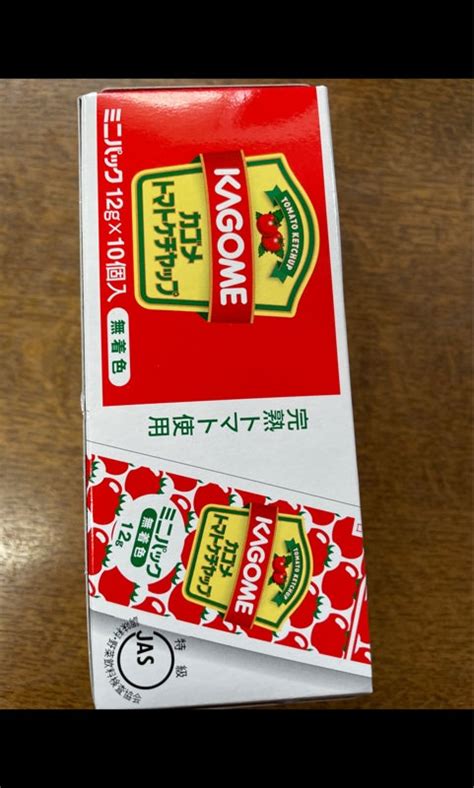 TOMATO KETCHUP
KAGOME
カゴメ
トマトケチャップ
ミニパック 12g×10個入
無着色
完熟トマト使用
TOMATO KETCHUP
KAGOME
カゴメ
トマトケチャップ
ミニパック
無着色
12g
特級
JAS